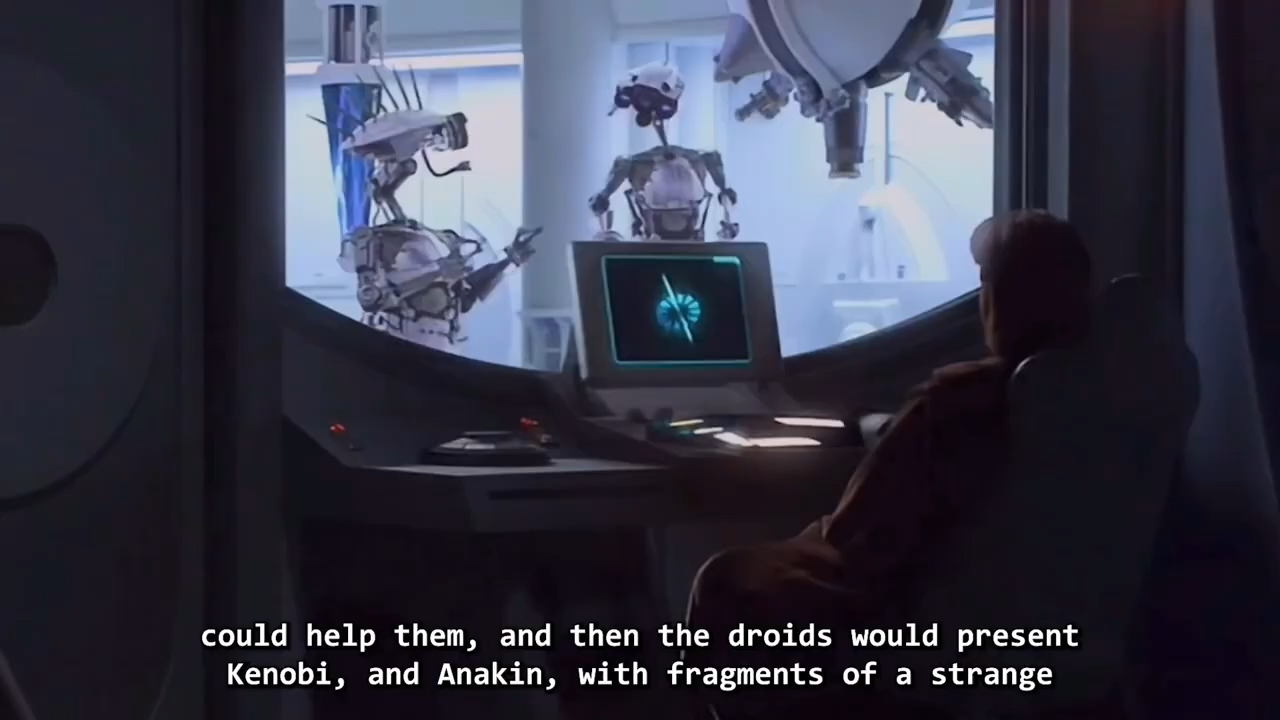 could help them, and then the droids would present
Kenobi, and Anakin, with fragments of a strange